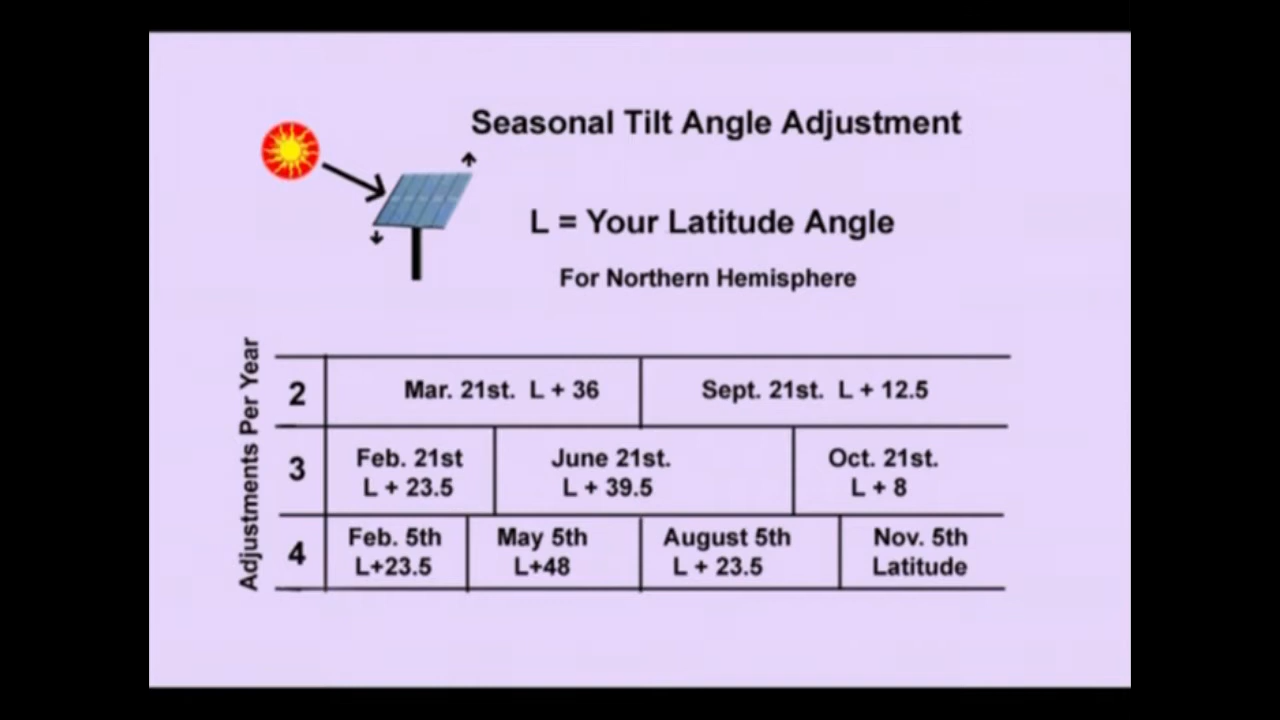 Seasonal Tilt Angle Adjustment
L = Your Latitude Angle
For Northern Hemisphere
Adjustments Per Year
2
Mar. 21st. L + 36
Sept. 21st. L + 12.5
3
Feb. 21st
L + 23.5
June 21st.
L + 39.5
Oct. 21st.
L + 8
4
Feb. 5th
L+23.5
May 5th
L+48
August 5th
L + 23.5
Nov. 5th
Latitude